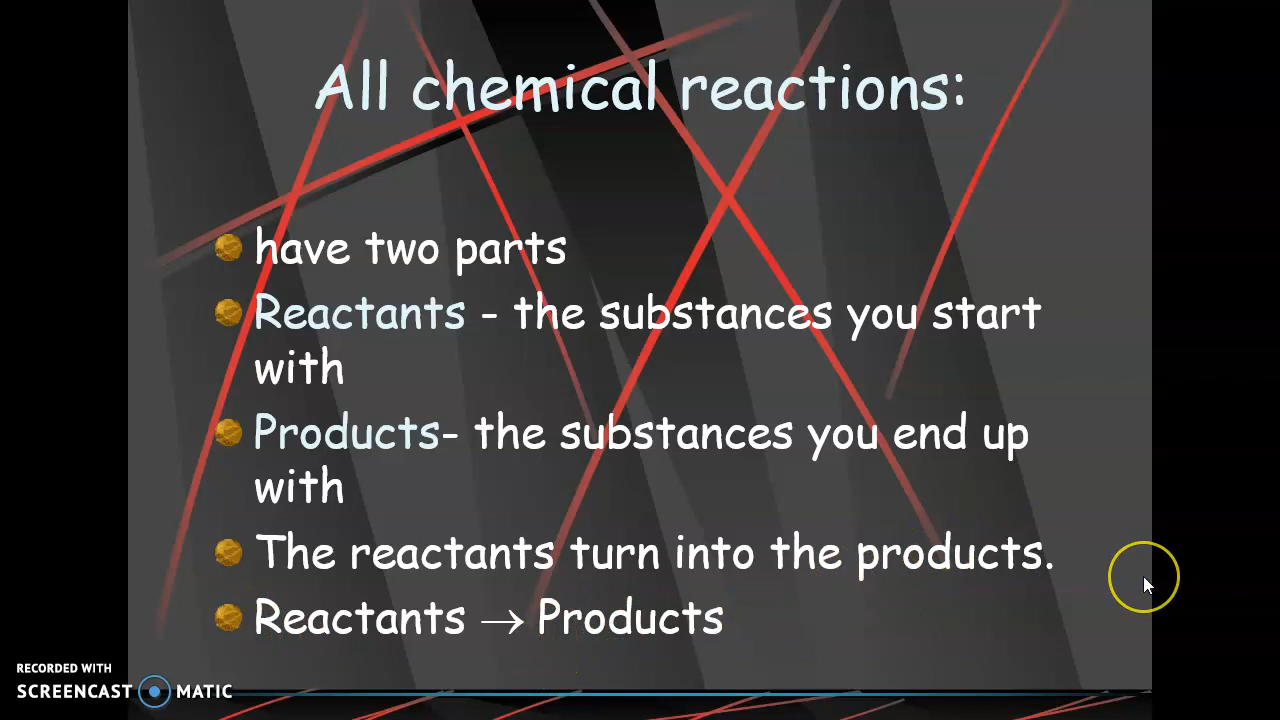 All chemical reactions:
have two parts
Reactants - the substances you start
with
Products- the substances you end up
with
The reactants turn into the products.
Reactants → Products
RECORDED WITH
SCREENCAST MATIC